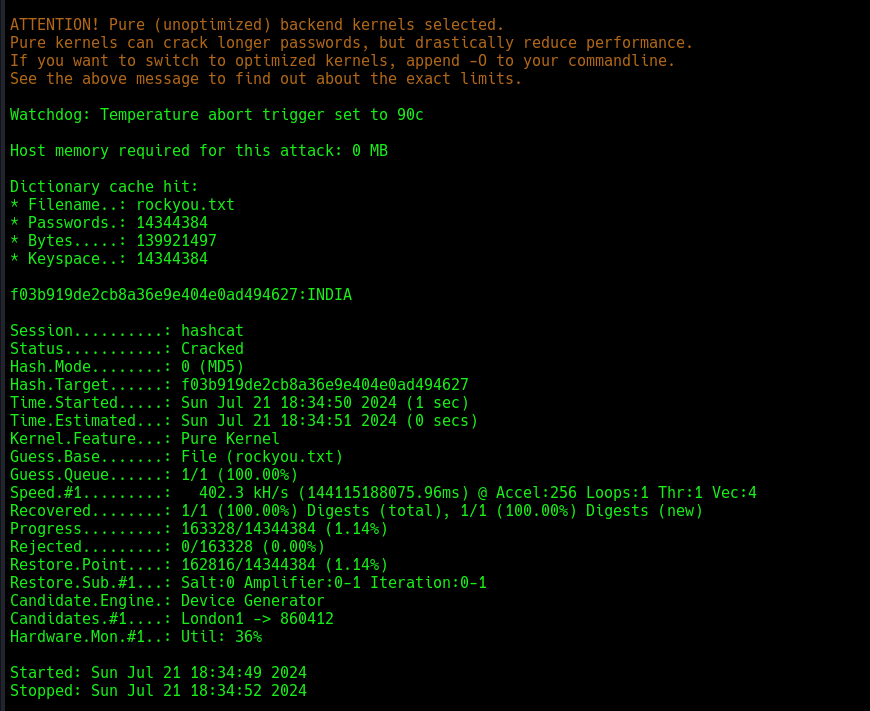 ATTENTION! Pure (unoptimized) backend kernels selected.
Pure kernels can crack longer passwords, but drastically reduce performance.
If you want to switch to optimized kernels, append -O to your commandline.
See the above message to find out about the exact limits.
Watchdog: Temperature abort trigger set to 90c
Host memory required for this attack: 0 MB
Dictionary cache hit:
* Filename..: rockyou.txt
* Passwords.: 14344384
* Bytes.....: 139921497
* Keyspace..: 14344384
f03b919de2cb8a36e9e404e0ad494627:INDIA
Session..........: hashcat
Status...........: Cracked
Hash.Mode........: 0 (MD5)
Hash.Target......: f03b919de2cb8a36e9e404e0ad494627
Time.Started.....: Sun Jul 21 18:34:50 2024 (1 sec)
Time.Estimated...: Sun Jul 21 18:34:51 2024 (0 secs)
Kernel.Feature...: Pure Kernel
Guess.Base.......: File (rockyou.txt)
Guess.Queue......: 1/1 (100.00%)
Speed.#1.........:   402.3 kH/s (144115188075.96ms) @ Accel:256 Loops:1 Thr:1 Vec:4
Recovered........: 1/1 (100.00%) Digests (total), 1/1 (100.00%) Digests (new)
Progress.........: 163328/14344384 (1.14%)
Rejected.........: 0/163328 (0.00%)
Restore.Point....: 162816/14344384 (1.14%)
Restore.Sub.#1...: Salt:0 Amplifier:0-1 Iteration:0-1
Candidate.Engine.: Device Generator
Candidates.#1....: London1 -> 860412
Hardware.Mon.#1..: Util: 36%
Started: Sun Jul 21 18:34:49 2024
Stopped: Sun Jul 21 18:34:52 2024